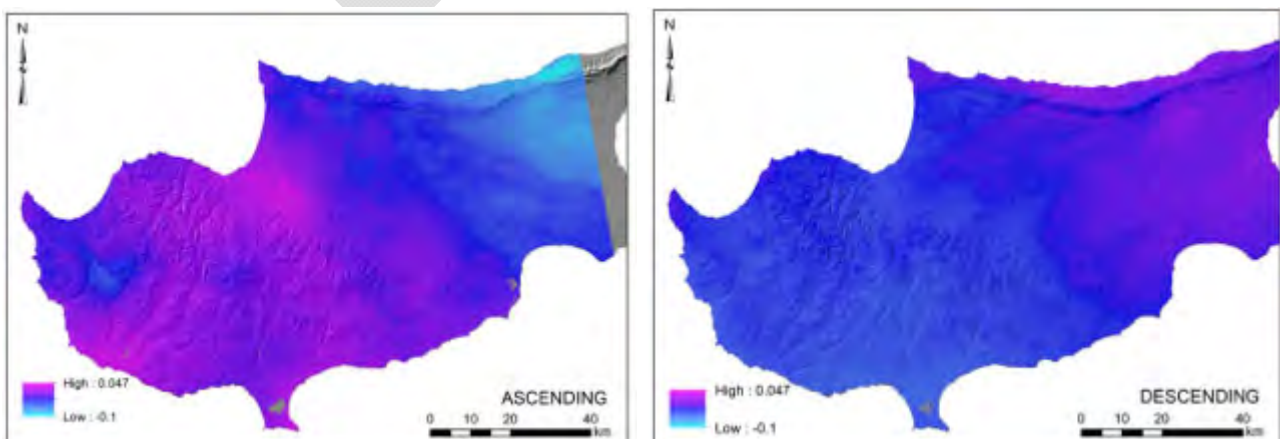 N
High : 0.047
Low : -0.1
ASCENDING
0 10 20 40
km
N
High : 0.047
Low : -0.1
DESCENDING
0 10 20 40
km